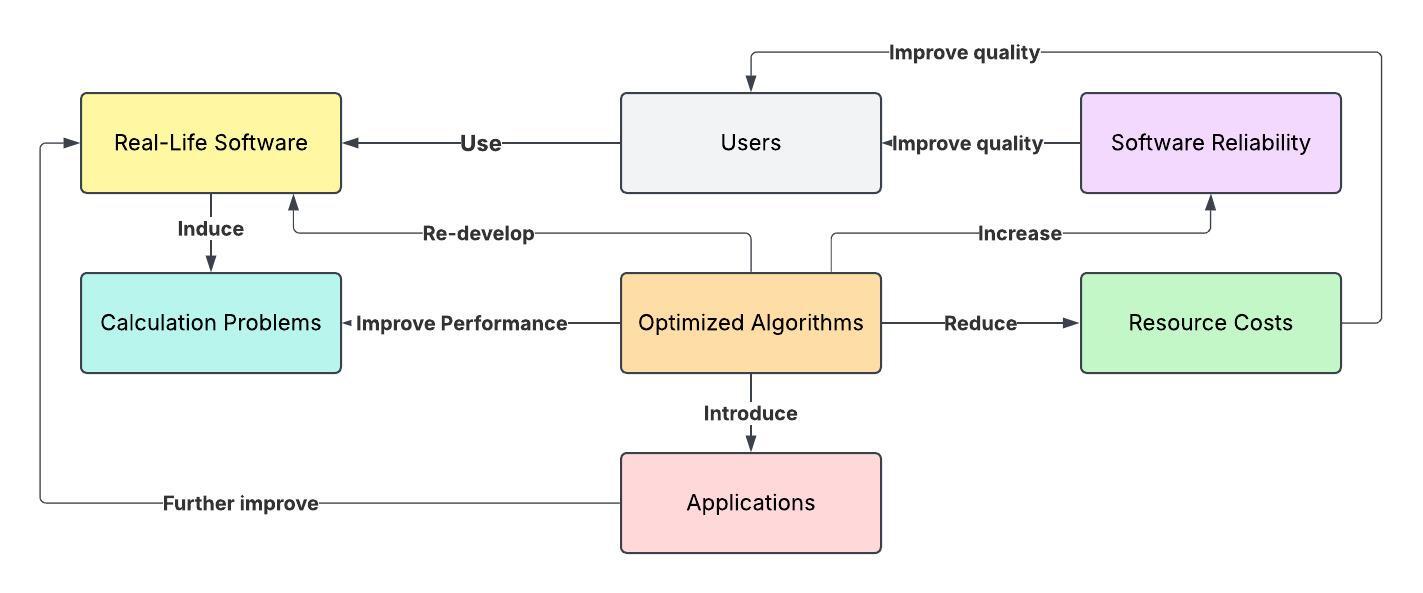 Improve quality
Real-Life Software
Use
Users
Improve quality
Software Reliability
Induce
Re-develop
Increase
Calculation Problems
Improve Performance
Optimized Algorithms
Reduce
Resource Costs
Introduce
Further improve
Applications